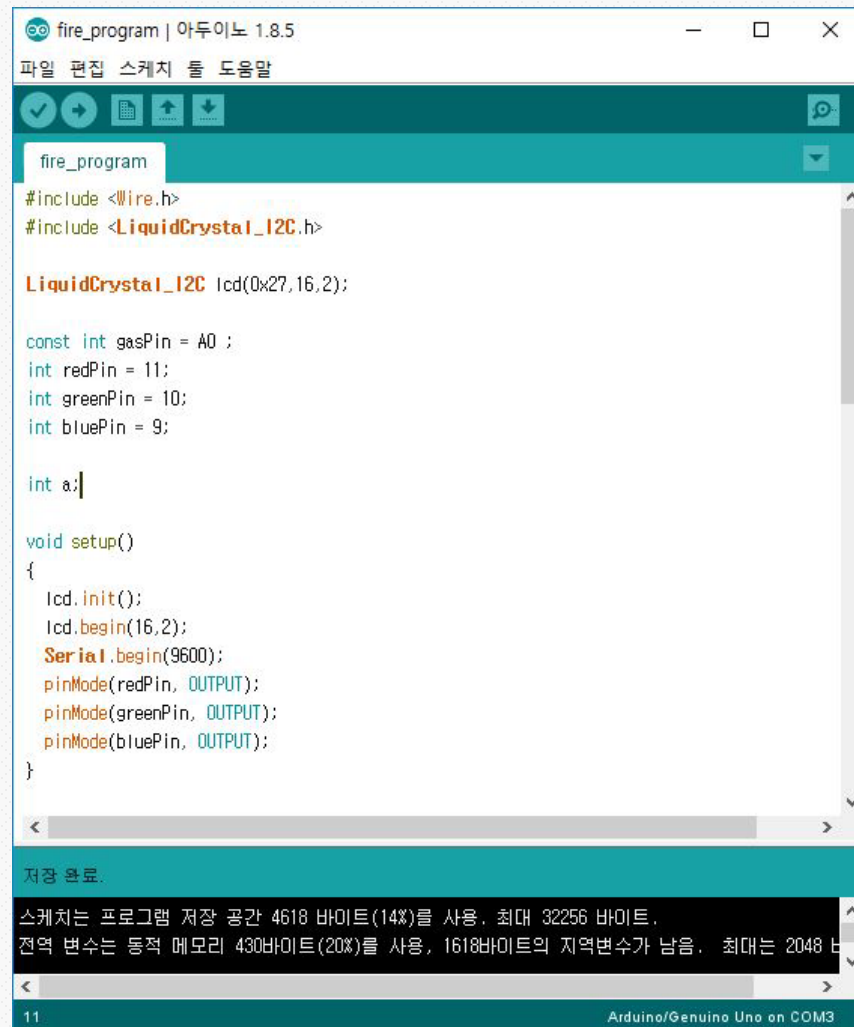 fire_program | 아두이노 1.8.5
파일 편집 스케치 툴 도움말
fire_program
#include <Wire.h>
#include <LiquidCrystal_I2C.h>
LiquidCrystal_I2C lcd(0x27,16,2);
const int gasPin = A0 ;
int redPin = 11;
int greenPin = 10;
int bluePin = 9;
int a;
void setup()
{
lcd.init();
lcd.begin(16,2);
Serial.begin(9600);
pinMode(redPin, OUTPUT);
pinMode(greenPin, OUTPUT);
pinMode(bluePin, OUTPUT);
}
저장 완료.
스케치는 프로그램 저장 공간 4618 바이트(14%)를 사용. 최대 32256 바이트.
전역 변수는 동적 메모리 430바이트(20%)를 사용, 1618바이트의 지역변수가 남음. 최대는 2048
11 Arduino/Genuino Uno on COM3